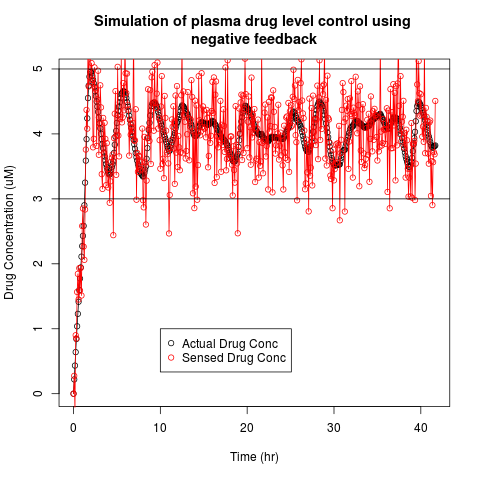 Simulation of plasma drug level control using
negative feedback
Drug Concentration (uM)
5
4
3
2
1
0
Actual Drug Conc
Sensed Drug Conc
0 10 20 30 40
Time (hr)